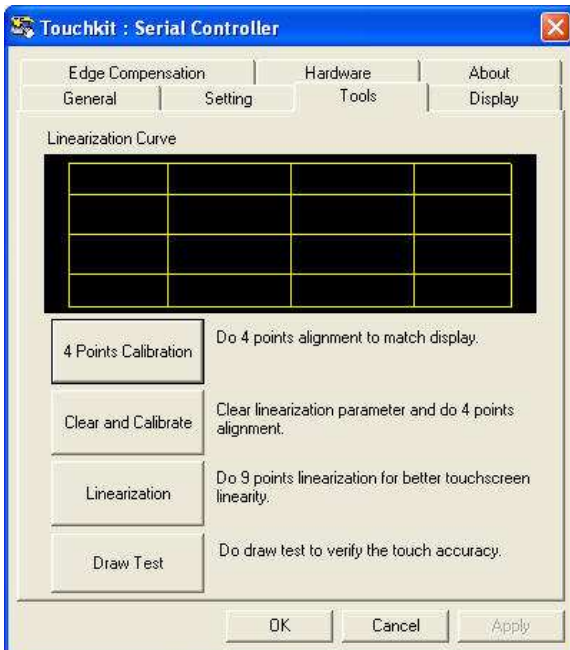 Touchkit : Serial Controller
Edge Compensation Hardware About
General Setting Tools Display
Linearization Curve
4 Points Calibration
Do 4 points alignment to match display.
Clear and Calibrate
Clear linearization parameter and do 4 points
alignment.
Linearization
Do 9 points linearization for better touchscreen
linearity.
Draw Test
Do draw test to verify the touch accuracy.
OK Cancel Apply